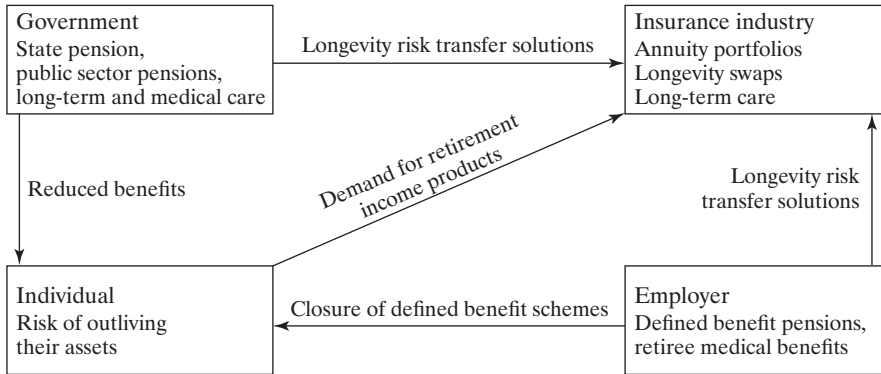 Government
State pension,
public sector pensions,
long-term and medical care
Longevity risk transfer solutions
Insurance industry
Annuity portfolios
Longevity swaps
Long-term care
Reduced benefits
Demand for retirement
income products
Longevity risk
transfer solutions
Individual
Risk of outliving
their assets
Closure of defined benefit schemes
Employer
Defined benefit pensions,
retiree medical benefits